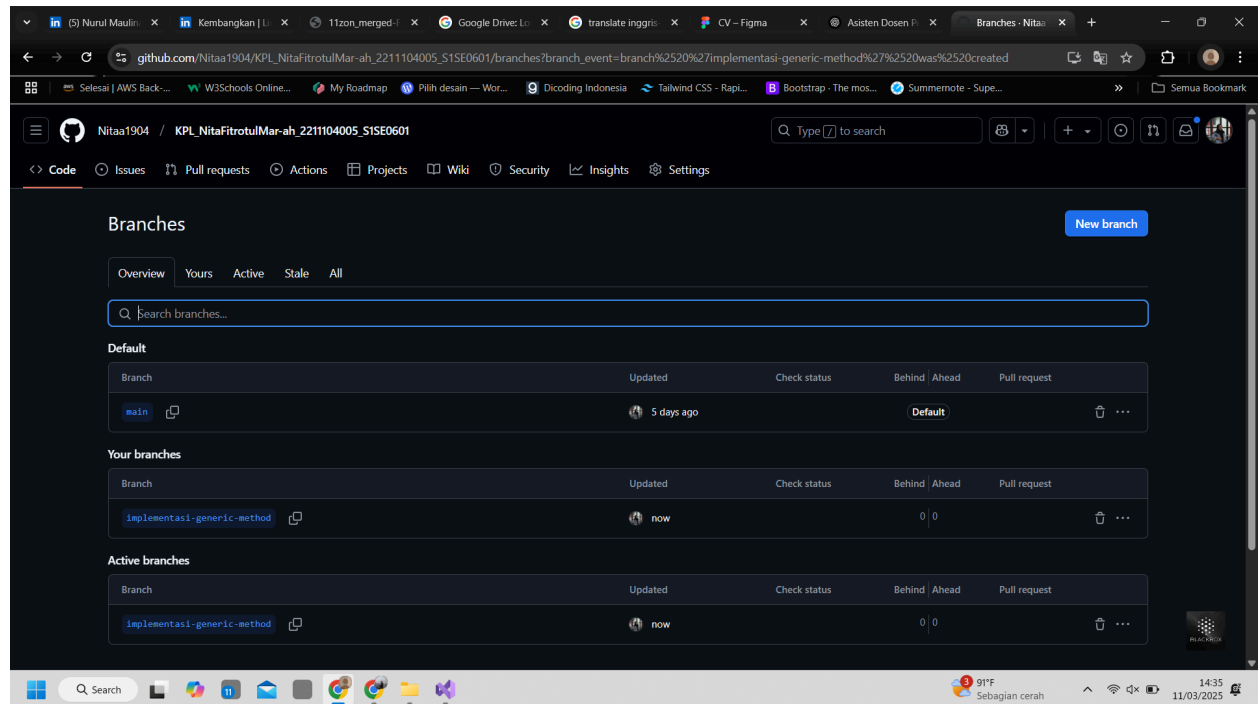 (5) Nurul Maulin
Kembangkan | Li
11zon_merged-F
Google Drive: Lo
translate inggris
CV – Figma
Asisten Dosen P
Branches · Nitaa
github.com/Nitaa1904/KPL_NitaFitrotulMar-ah_2211104005_S1SE0601/branches?branch_event=branch%2520%27implementasi-generic-method%27%2520was%2520created
aws Selesai | AWS Back-...
W3Schools Online...
My Roadmap
Pilih desain — Wor...
Dicoding Indonesia
Tailwind CSS - Rapi...
B Bootstrap · The mos...
Summernote - Supe...
»
Semua Bookmark
Nitaa1904 / KPL_NitaFitrotulMar-ah_2211104005_S1SE0601
Type / to search
Code Issues Pull requests Actions Projects Wiki Security Insights Settings
Branches
New branch
Overview Yours Active Stale All
Search branches...
Default
Branch Updated Check status Behind Ahead Pull request
main 5 days ago Default
Your branches
Branch Updated Check status Behind Ahead Pull request
implementasi-generic-method now 0 0
Active branches
Branch Updated Check status Behind Ahead Pull request
implementasi-generic-method now 0 0
BLACKBOX
Search
11
3
91°F
Sebagian cerah
14:35
11/03/2025